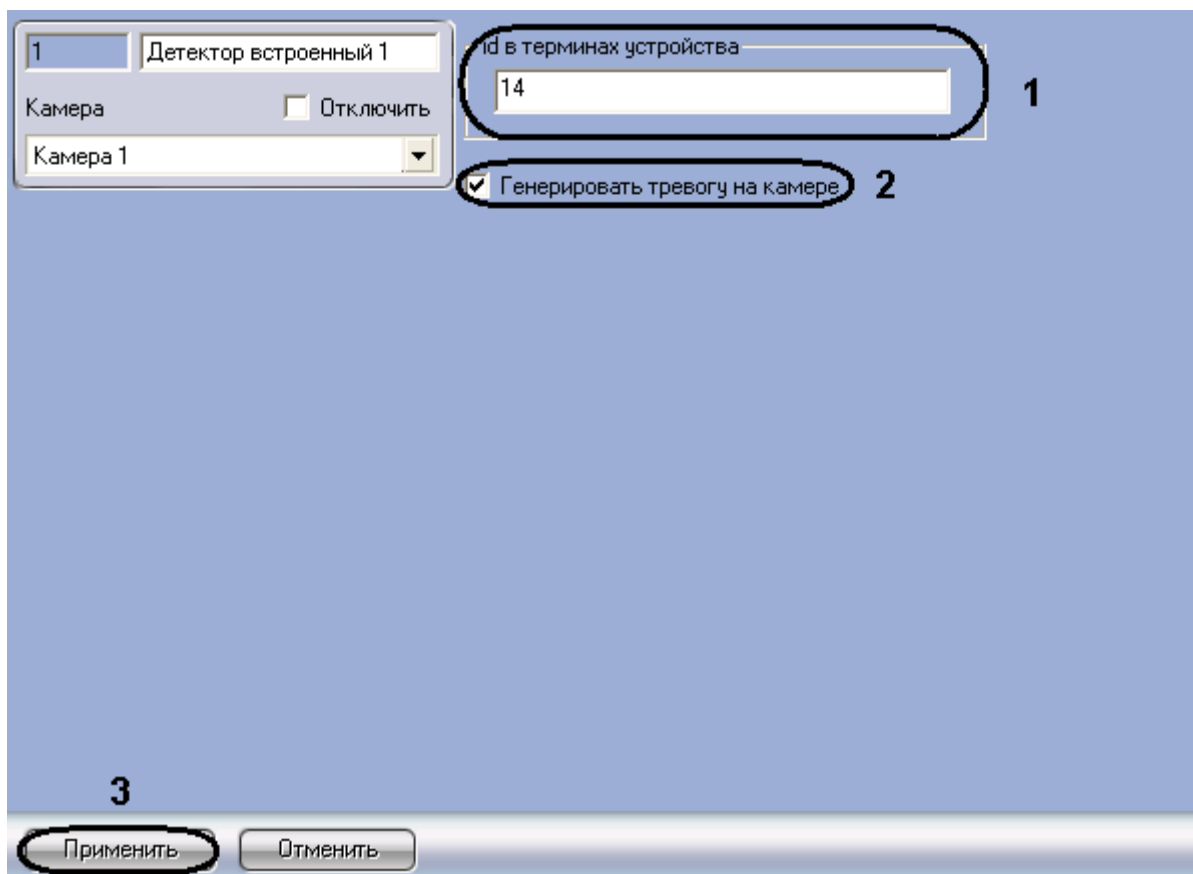 1
Детектор встроенный 1
Камера
Отключить
Камера 1
id в терминах устройства
14
1
Генерировать тревогу на камере
2
3
Применить
Отменить